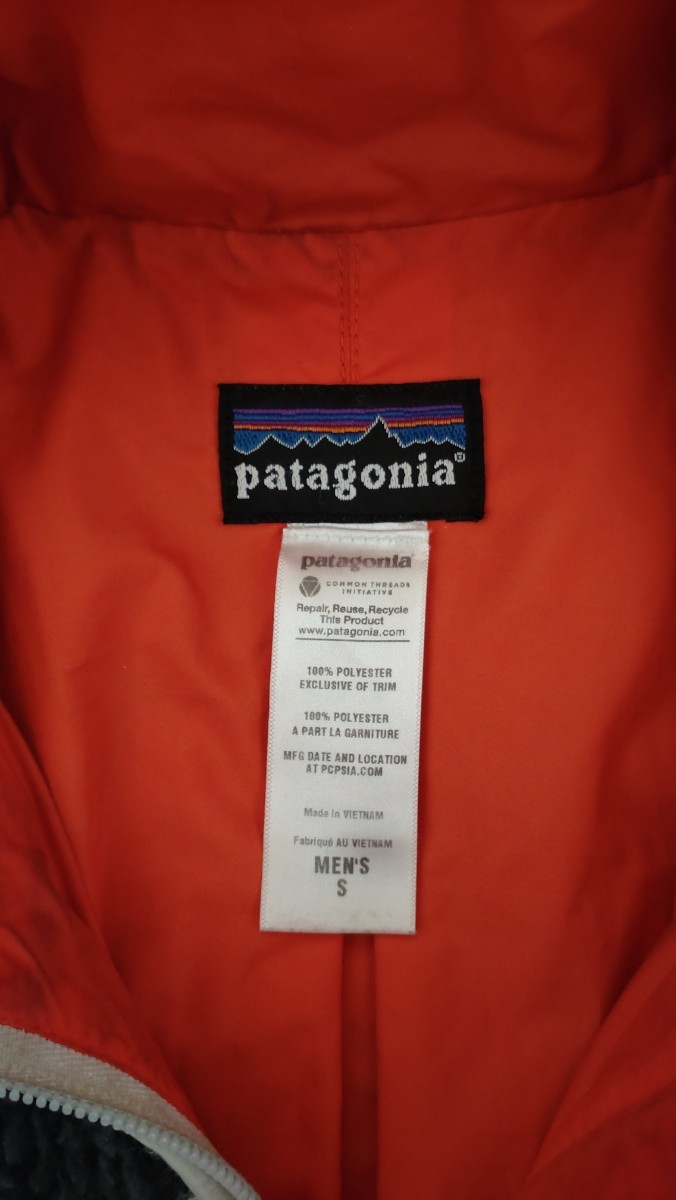 patagonia®
patagonia®
COMMON THREADS
INITIATIVE
Repair, Reuse, Recycle
This Product
www.patagonia.com
100% POLYESTER
EXCLUSIVE OF TRIM
100% POLYESTER
A PART LA GARNITURE
MFG DATE AND LOCATION
AT PCPSIA.COM
Made in VIETNAM
Fabriqué AU VIETNAM
MEN'S
S